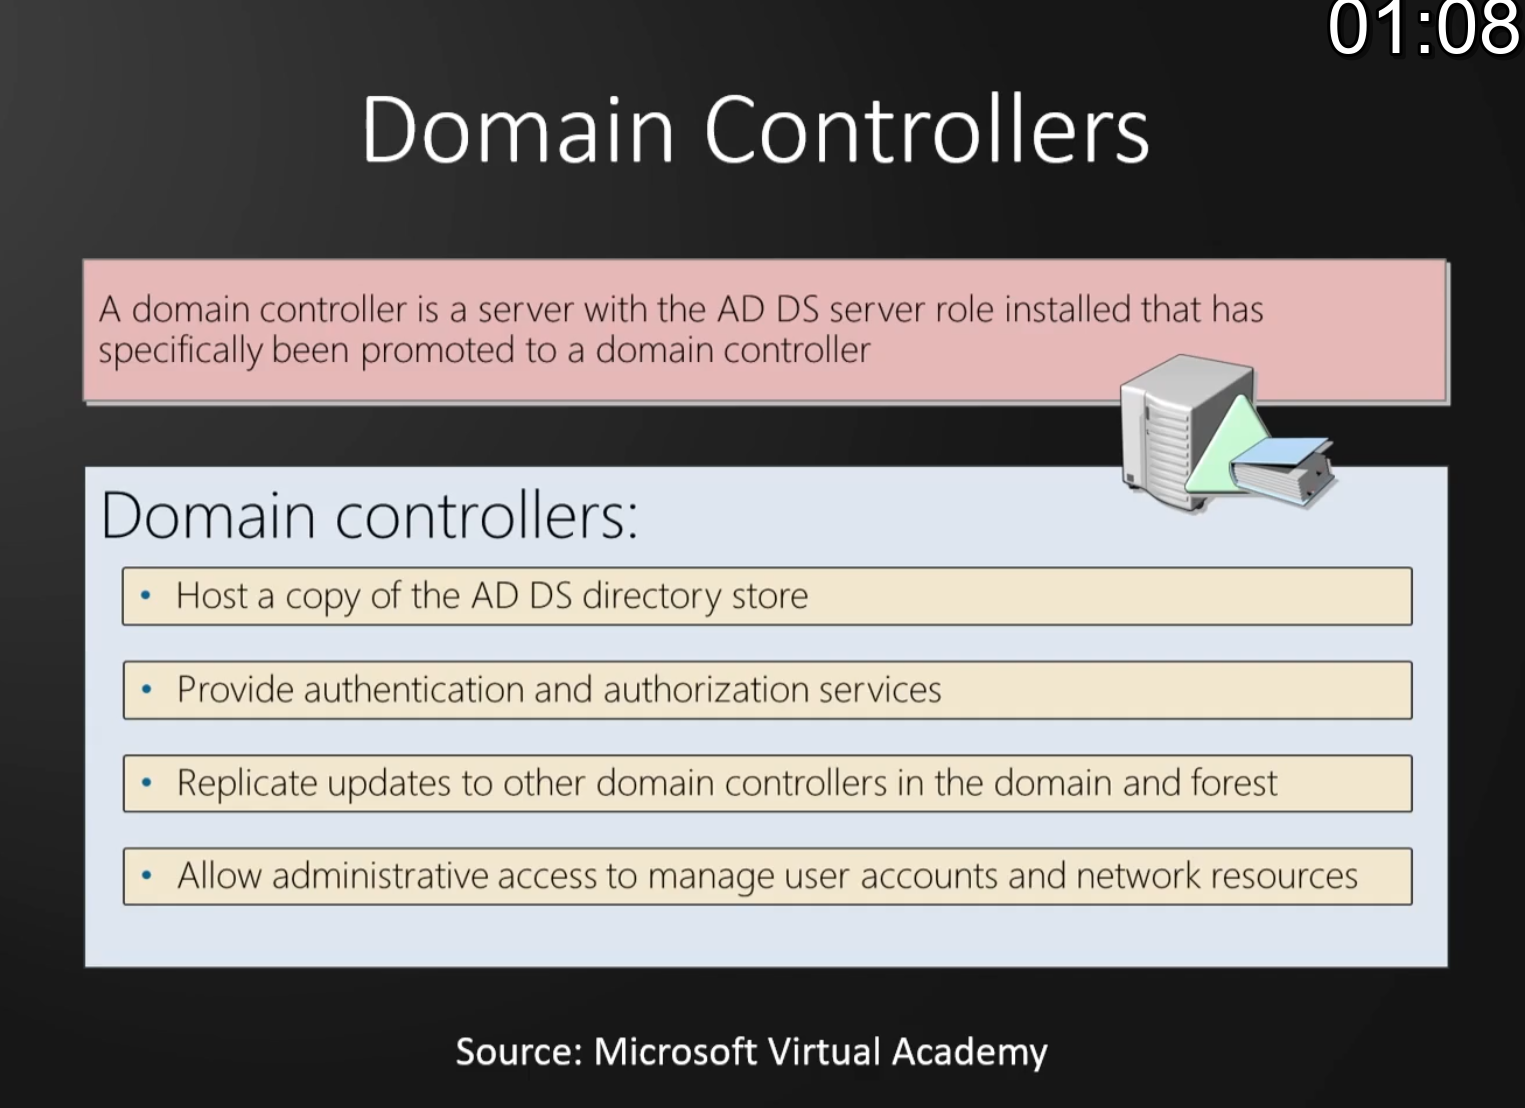 01:08
Domain Controllers
A domain controller is a server with the AD DS server role installed that has
specifically been promoted to a domain controller
Domain controllers:
• Host a copy of the AD DS directory store
• Provide authentication and authorization services
• Replicate updates to other domain controllers in the domain and forest
• Allow administrative access to manage user accounts and network resources
Source: Microsoft Virtual Academy